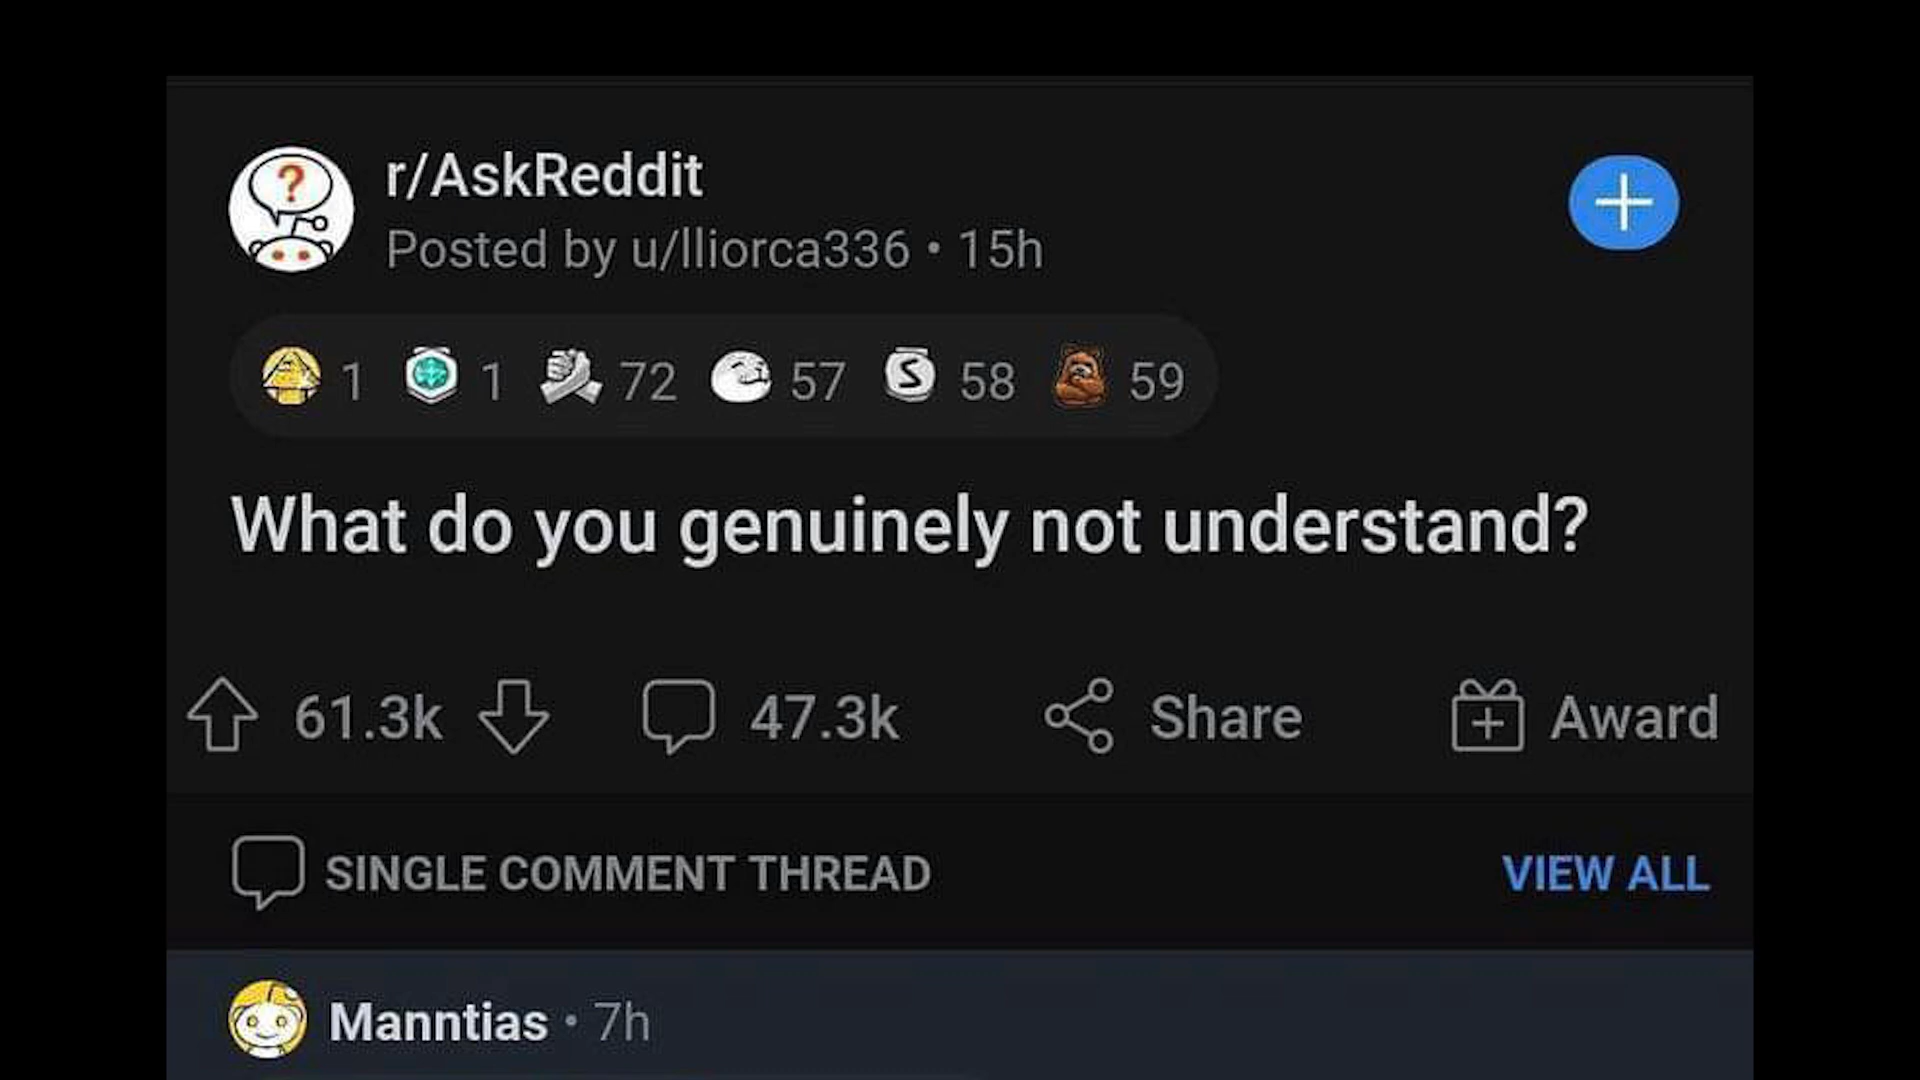 r/AskReddit
Posted by u/lliorca336 • 15h
1 1 72 57 S 58 59
What do you genuinely not understand?
61.3k 47.3k Share Award
SINGLE COMMENT THREAD VIEW ALL
Manntias • 7h